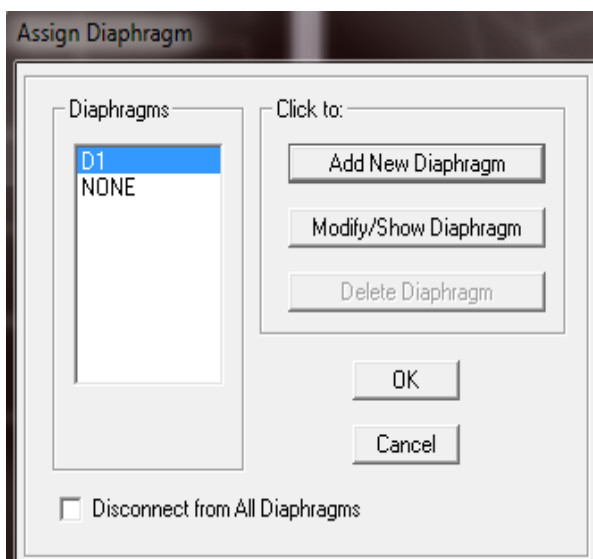 Assign Diaphragm
Diaphragms
D1
NONE
Click to:
Add New Diaphragm
Modify/Show Diaphragm
Delete Diaphragm
OK
Cancel
Disconnect from All Diaphragms